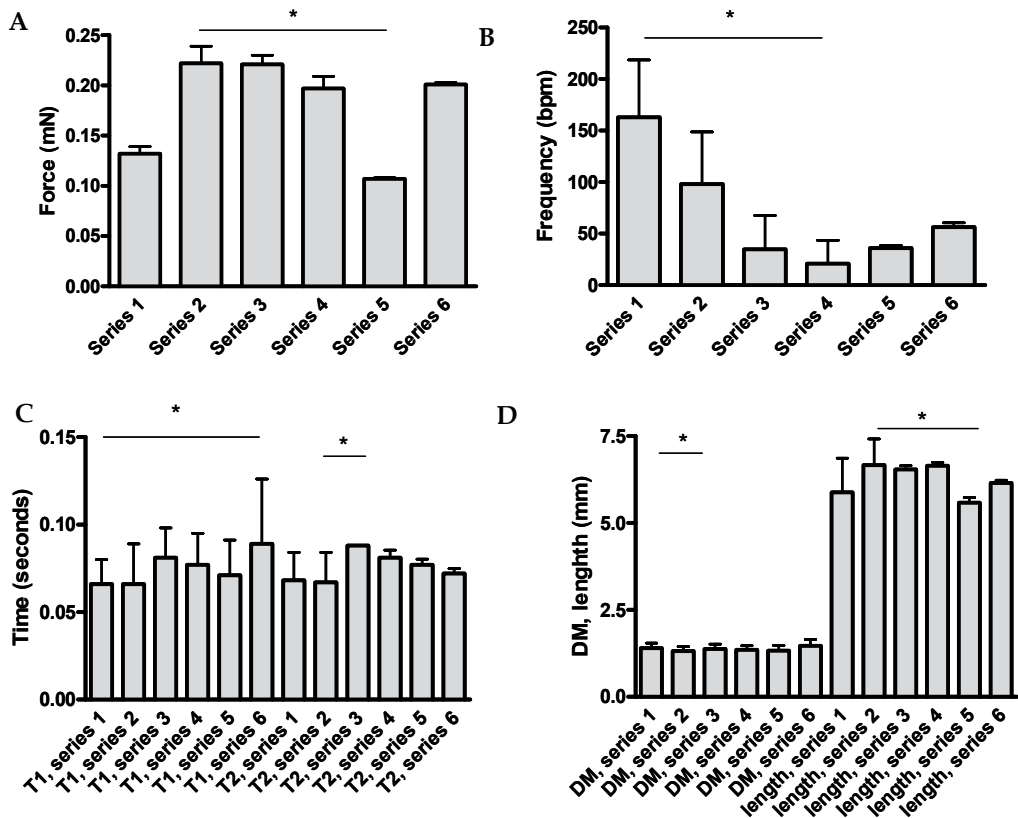 A
*
0.25
0.20
0.15
0.10
0.05
0.00
Force (mN)
Series 1
Series 2
Series 3
Series 4
Series 5
Series 6
B
*
250
200
150
100
50
0
Frequency (bpm)
Series 1
Series 2
Series 3
Series 4
Series 5
Series 6
C
*
*
0.15
0.10
0.05
0.00
Time (seconds)
T1, series 1
T1, series 2
T1, series 3
T1, series 4
T1, series 5
T1, series 6
T2, series 1
T2, series 2
T2, series 3
T2, series 4
T2, series 5
T2, series 6
D
*
*
7.5
5.0
2.5
0.0
DM, lenghth (mm)
DM, series 1
DM, series 2
DM, series 3
DM, series 4
DM, series 5
DM, series 6
length, series 1
length, series 2
length, series 3
length, series 4
length, series 5
length, series 6